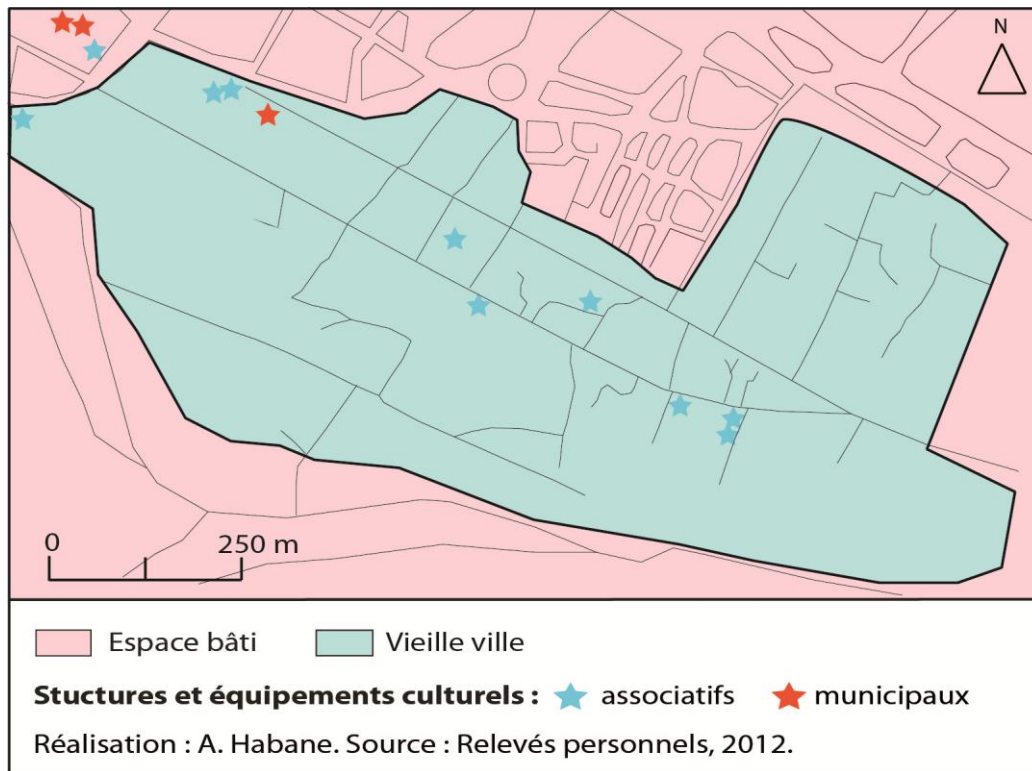 N
0 250 m
Espace bâti Vieille ville
Stuctures et équipements culturels : associatifs municipaux
Réalisation : A. Habane. Source : Relevés personnels, 2012.